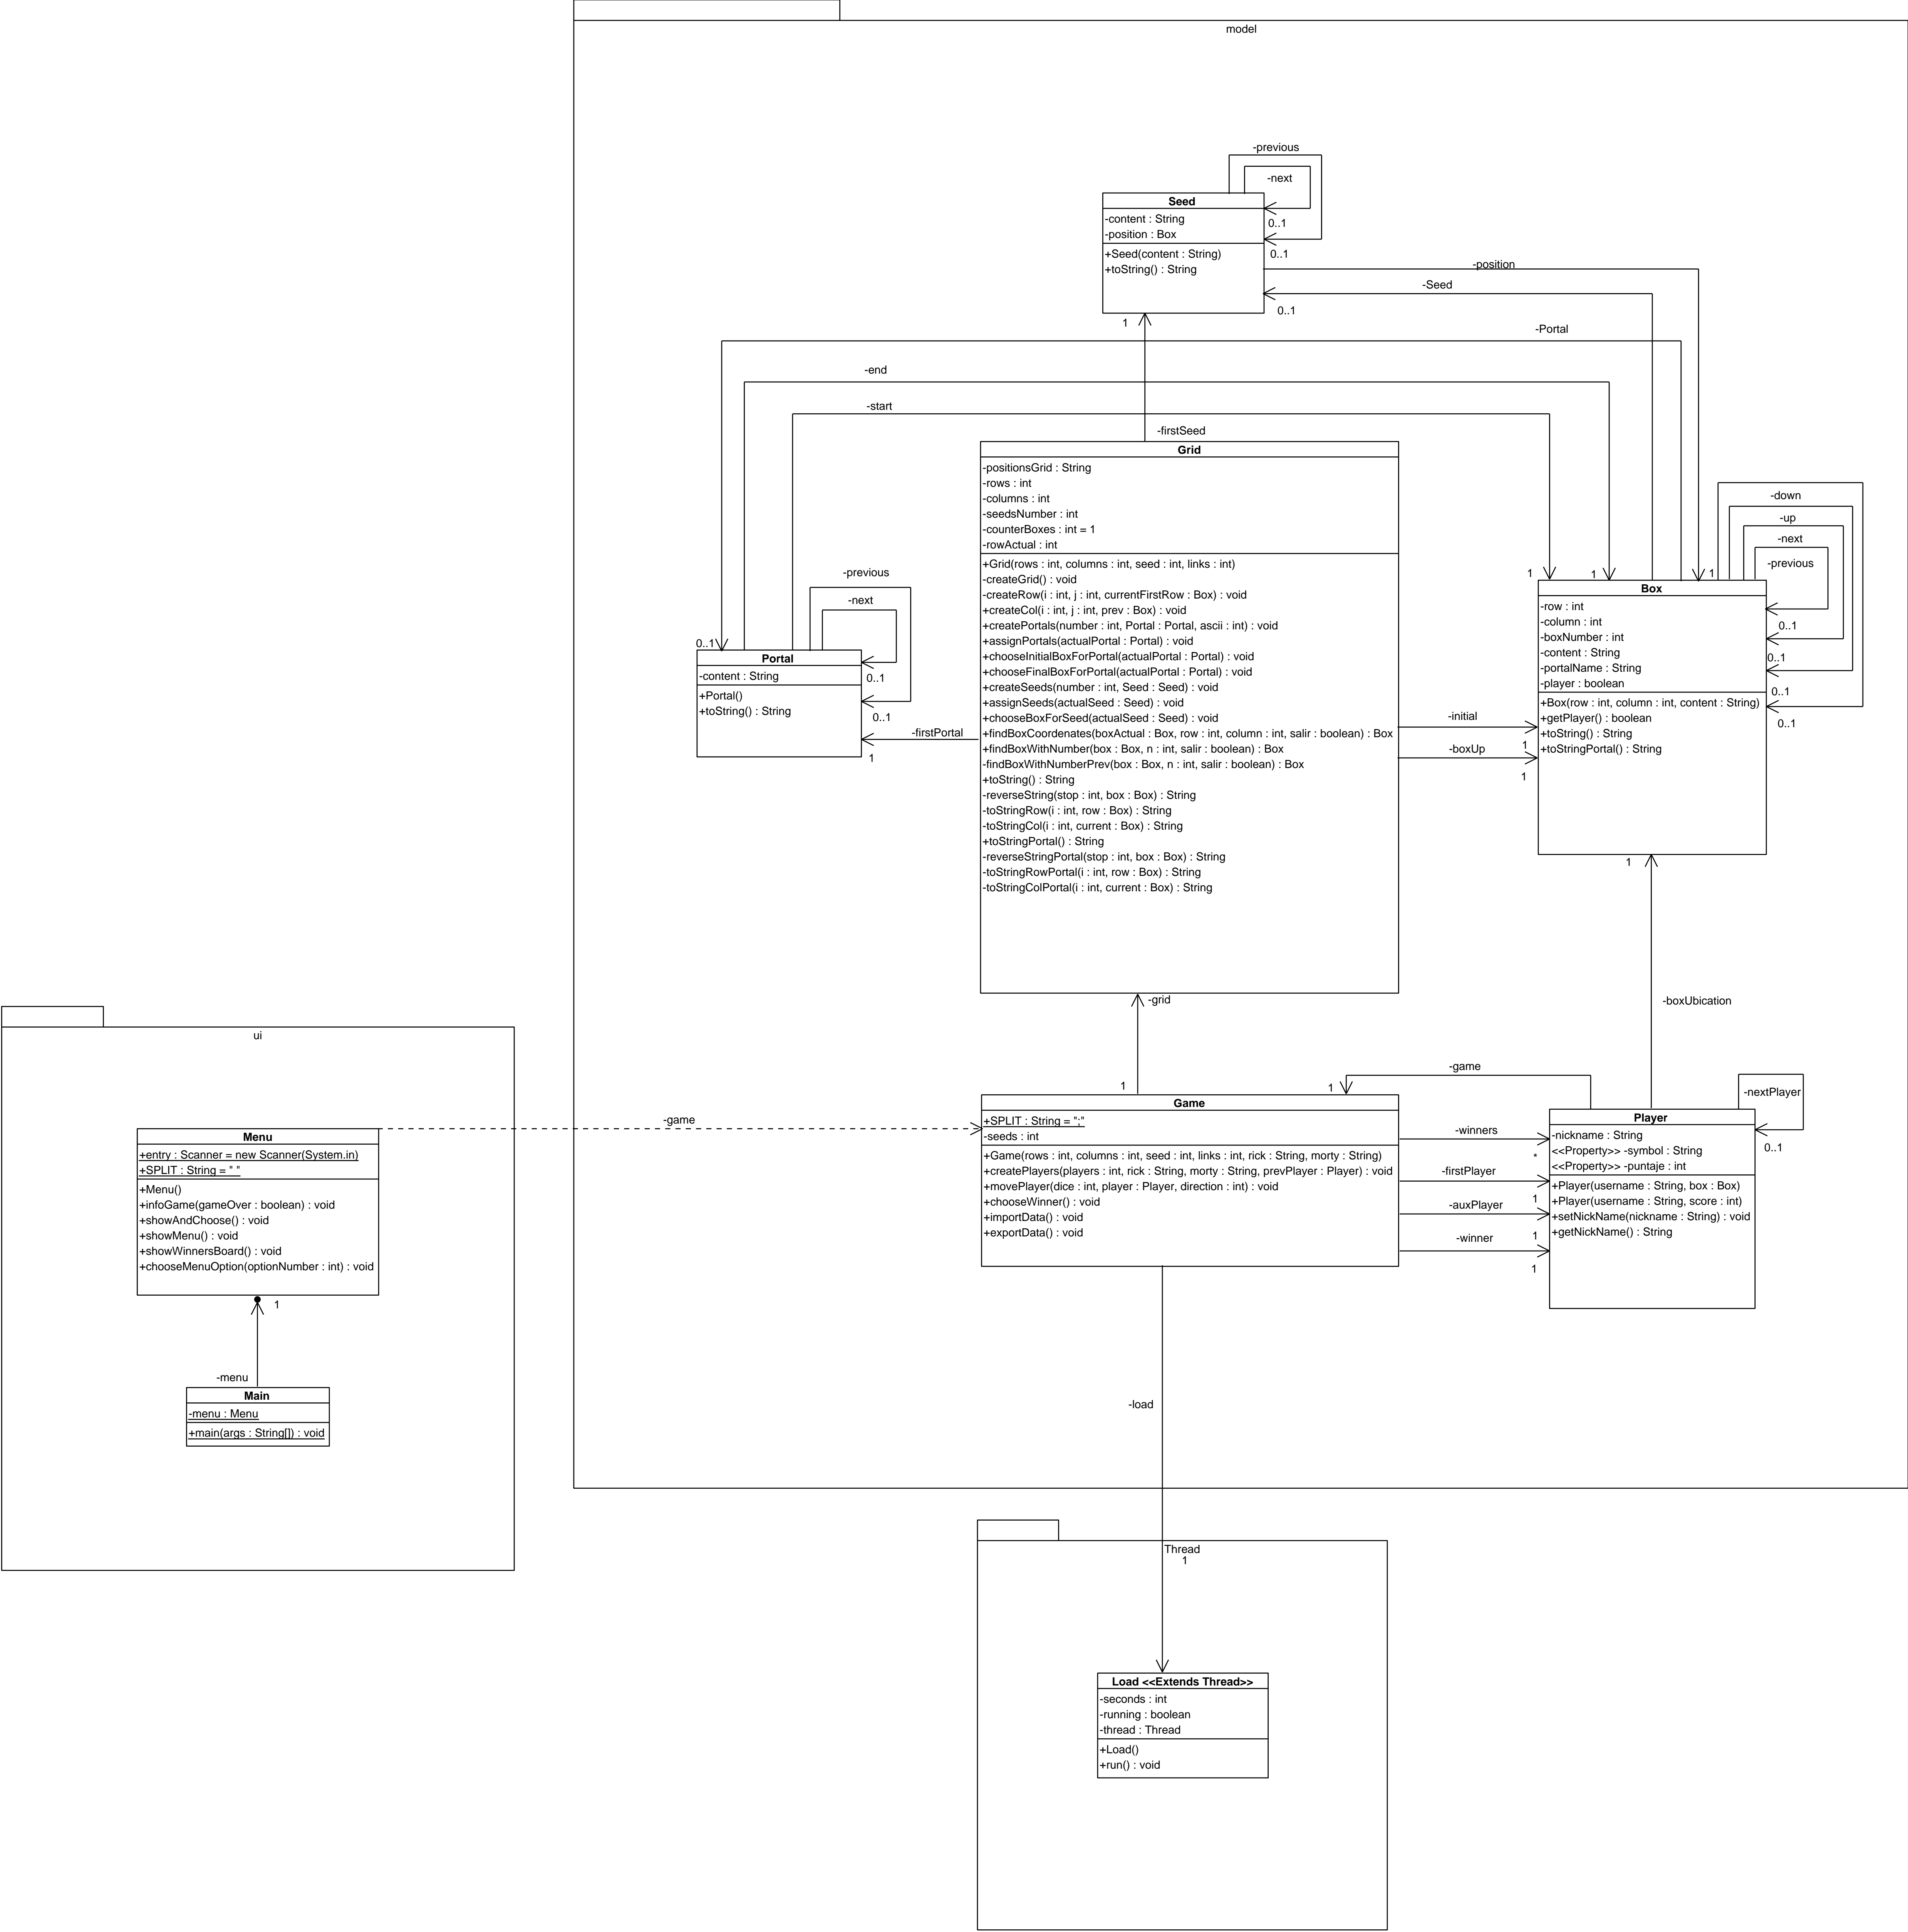 model
-previous
-next
Seed
-content : String
-position : Box
+Seed(content : String)
+toString() : String
0..1
0..1
-position
-Seed
0..1
1
-Portal
-end
-start
-firstSeed
Grid
-positionsGrid : String
-rows : int
-columns : int
-seedsNumber : int
-counterBoxes : int = 1
-rowActual : int
+Grid(rows : int, columns : int, seed : int, links : int)
-createGrid() : void
-createRow(i : int, j : int, currentFirstRow : Box) : void
+createCol(i : int, j : int, prev : Box) : void
+createPortals(number : int, Portal : Portal, ascii : int) : void
+assignPortals(actualPortal : Portal) : void
+chooseInitialBoxForPortal(actualPortal : Portal) : void
+chooseFinalBoxForPortal(actualPortal : Portal) : void
+createSeeds(number : int, Seed : Seed) : void
+assignSeeds(actualSeed : Seed) : void
+chooseBoxForSeed(actualSeed : Seed) : void
+findBoxCoordenates(boxActual : Box, row : int, column : int, salir : boolean) : Box
+findBoxWithNumber(box : Box, n : int, salir : boolean) : Box
-findBoxWithNumberPrev(box : Box, n : int, salir : boolean) : Box
+toString() : String
-reverseString(stop : int, box : Box) : String
-toStringRow(i : int, row : Box) : String
-toStringCol(i : int, current : Box) : String
+toStringPortal() : String
-reverseStringPortal(stop : int, box : Box) : String
-toStringRowPortal(i : int, row : Box) : String
-toStringColPortal(i : int, current : Box) : String
-down
-up
-next
-previous
1
1
1
Box
-row : int
-column : int
-boxNumber : int
-content : String
-portalName : String
-player : boolean
+Box(row : int, column : int, content : String)
+getPlayer() : boolean
+toString() : String
+toStringPortal() : String
0..1
0..1
0..1
0..1
-previous
-next
0..1
Portal
-content : String
+Portal()
+toString() : String
0..1
0..1
-firstPortal
1
-initial
1
-boxUp
1
1
-grid
-boxUbication
ui
1
-game
1
-nextPlayer
0..1
-game
Game
+SPLIT : String = ";"
-seeds : int
+Game(rows : int, columns : int, seed : int, links : int, rick : String, morty : String)
+createPlayers(players : int, rick : String, morty : String, prevPlayer : Player) : void
+movePlayer(dice : int, player : Player, direction : int) : void
+chooseWinner() : void
+importData() : void
+exportData() : void
-winners
*
-firstPlayer
1
-auxPlayer
1
-winner
1
Player
-nickname : String
<<Property>> -symbol : String
<<Property>> -puntaje : int
+Player(username : String, box : Box)
+Player(username : String, score : int)
+setNickName(nickname : String) : void
+getNickName() : String
Menu
+entry : Scanner = new Scanner(System.in)
+SPLIT : String = " "
+Menu()
+infoGame(gameOver : boolean) : void
+showAndChoose() : void
+showMenu() : void
+showWinnersBoard() : void
+chooseMenuOption(optionNumber : int) : void
1
-menu
Main
-menu : Menu
+main(args : String[]) : void
-load
Thread
1
Load <<Extends Thread>>
-seconds : int
-running : boolean
-thread : Thread
+Load()
+run() : void